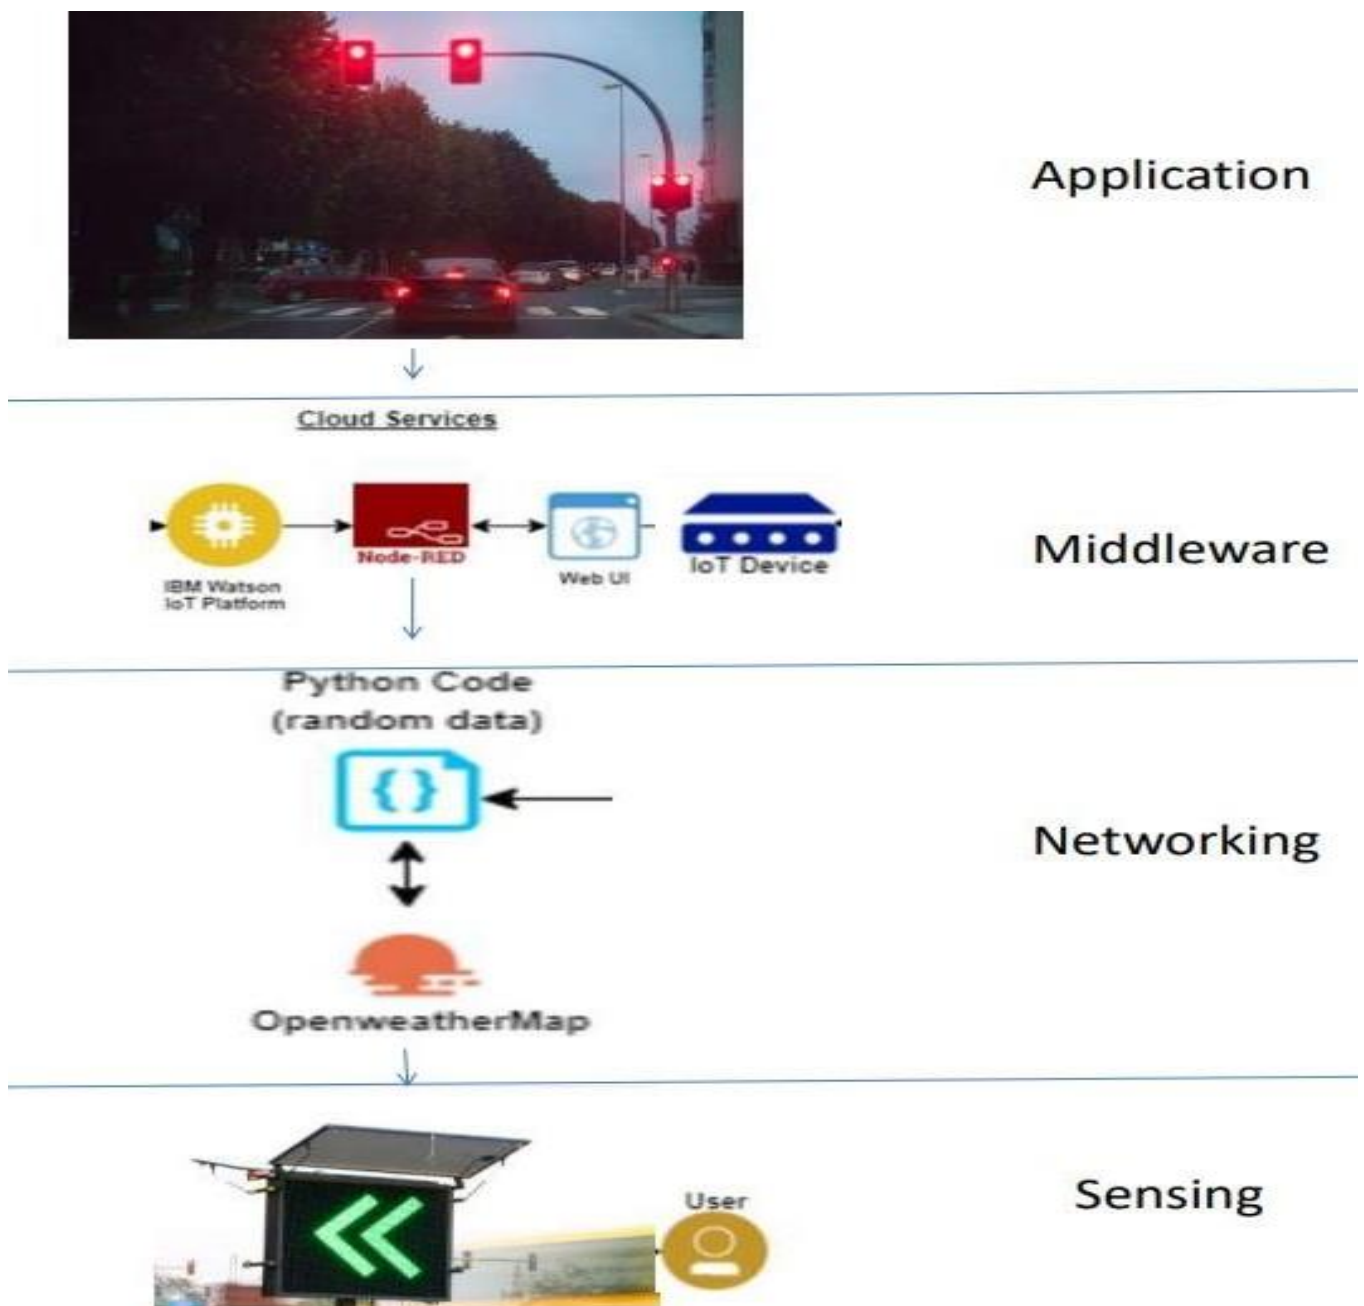 Application
Cloud Services
IBM Watson
IoT Platform
Node-RED
Web UI
IoT Device
Middleware
Python Code
(random data)
Networking
OpenweatherMap
User
Sensing